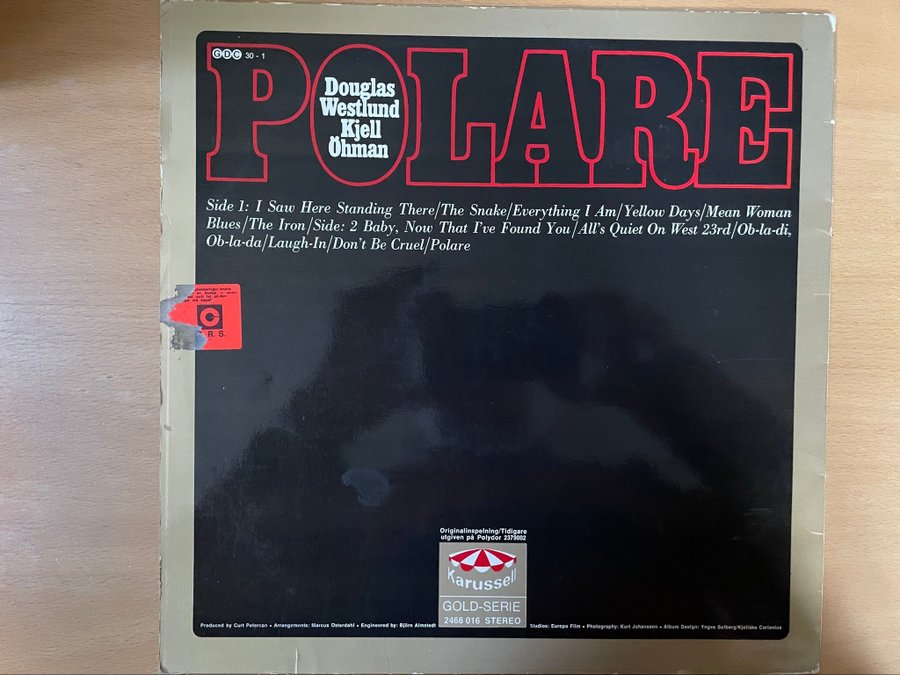 GDC 30 - 1
POLARE
Douglas
Westlund
Kjell
Öhman
Side 1: I Saw Here Standing There/The Snake/Everything I Am/Yellow Days/Mean Woman
Blues/The Iron/Side: 2 Baby, Now That I've Found You/All's Quiet On West 23rd/Ob-la-di,
Ob-la-da/Laugh-In/Don't Be Cruel/Polare
R. S.
Originalinspelning/Tidigare
utgiven på Polydor 2379002
Karussell
GOLD-SERIE
2468 016 STEREO
Produced by Curt Peterson • Arrangements: Marcus Österdahl • Engineered by: Björn Almstedt
Studios: Europa Film • Photography: Kurt Johansson • Album Design: Yngve Solberg/Kjelläke Carlenius